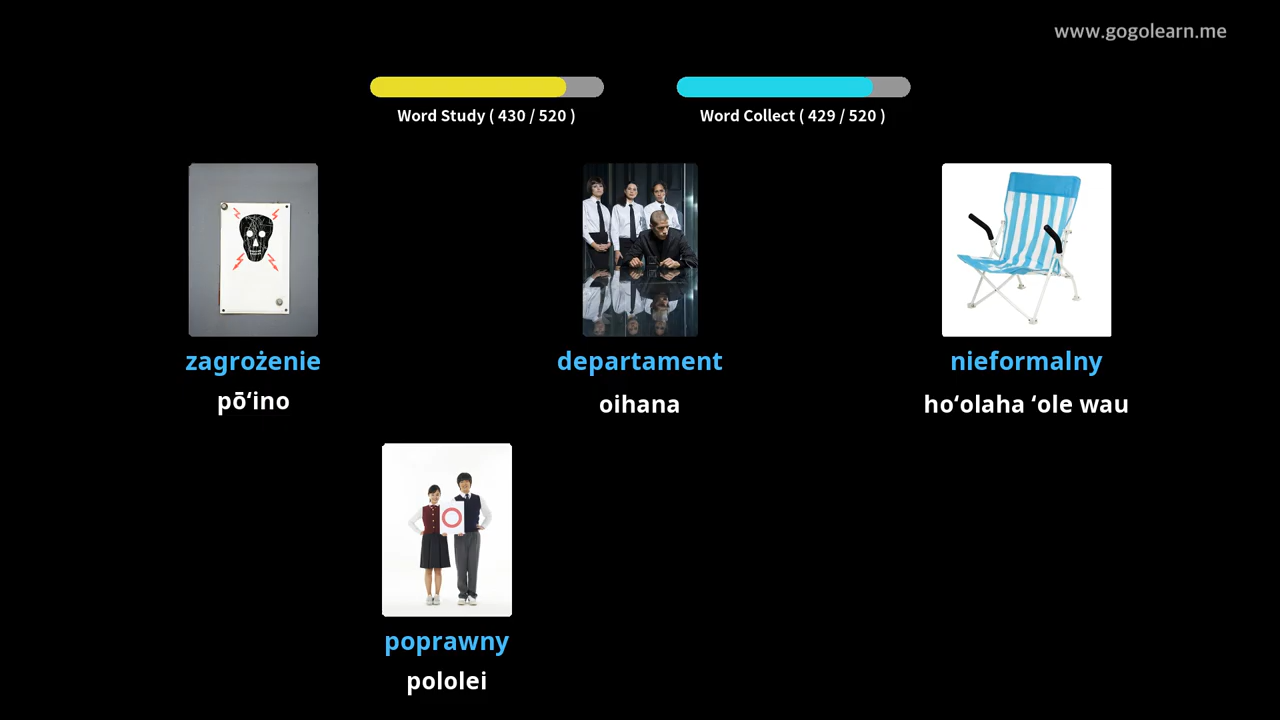 www.gogolearn.me
Word Study ( 430 / 520 )
Word Collect ( 429 / 520 )
zagrożenie
departament
nieformalny
pōʻino
oihana
hoʻolaha ʻole wau
poprawny
pololei